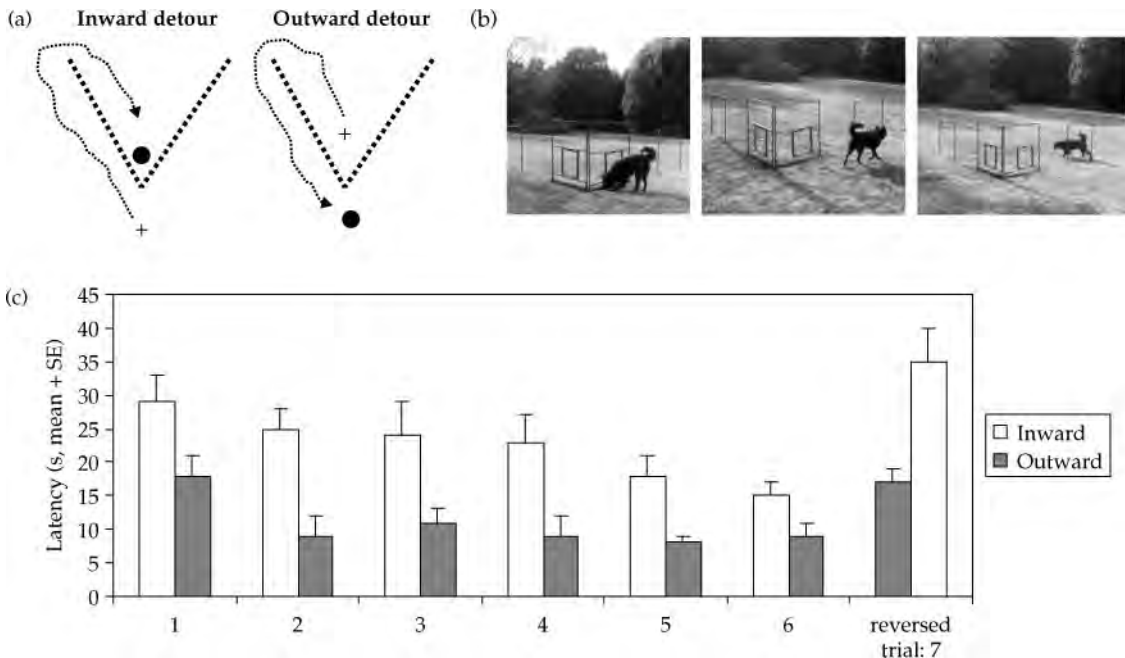 (a)
Inward detour
Outward detour
+
+
(b)
(c)
Latency (s, mean + SE)
45
40
35
30
25
20
15
10
5
0
1
2
3
4
5
6
reversed
trial: 7
Inward
Outward